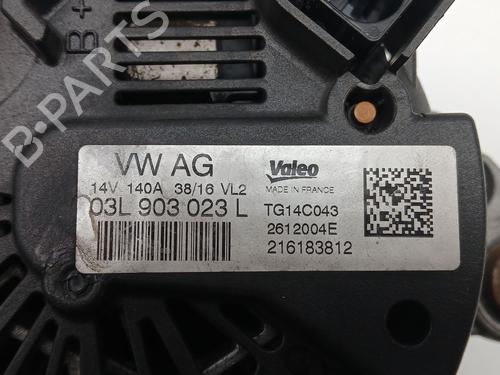 B+
B-PARTS
VW AG
14V 140A 38/16 VL2
03L 903 023 L
Valeo
MADE IN FRANCE
TG14C043
2612004E
216183812